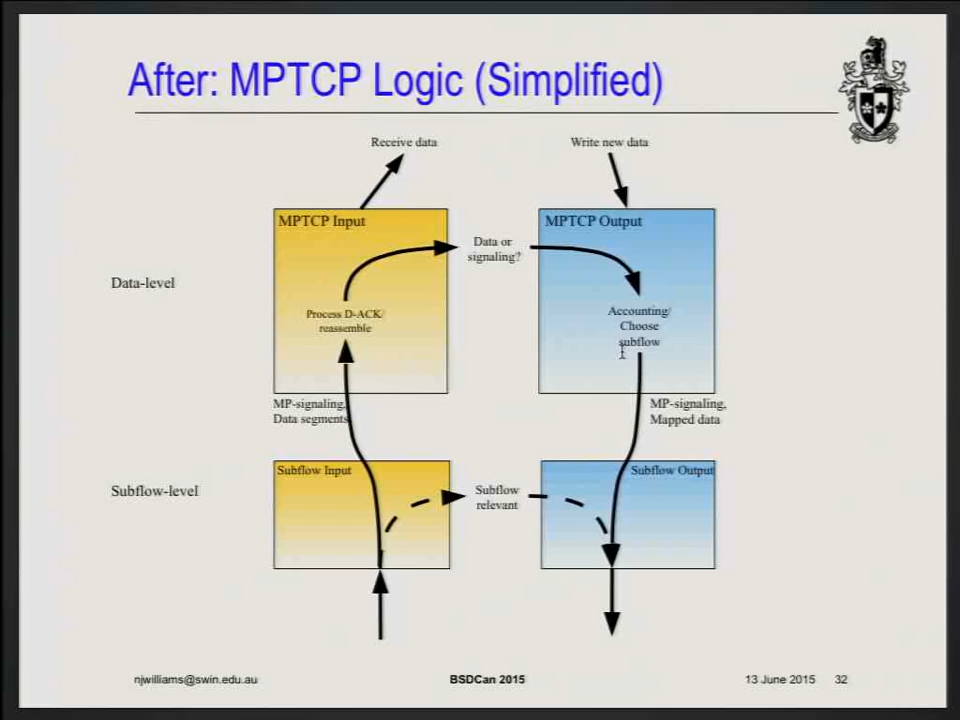 After: MPTCP Logic (Simplified)
Receive data
Write new data
MPTCP Input
MPTCP Output
Data or
signaling?
Data-level
Process D-ACK/
reassemble
Accounting/
Choose
subflow
MP-signaling,
Data segments
MP-signaling,
Mapped data
Subflow Input
Subflow Output
Subflow-level
Subflow
relevant
njwilliams@swin.edu.au
BSDCan 2015
13 June 2015 32